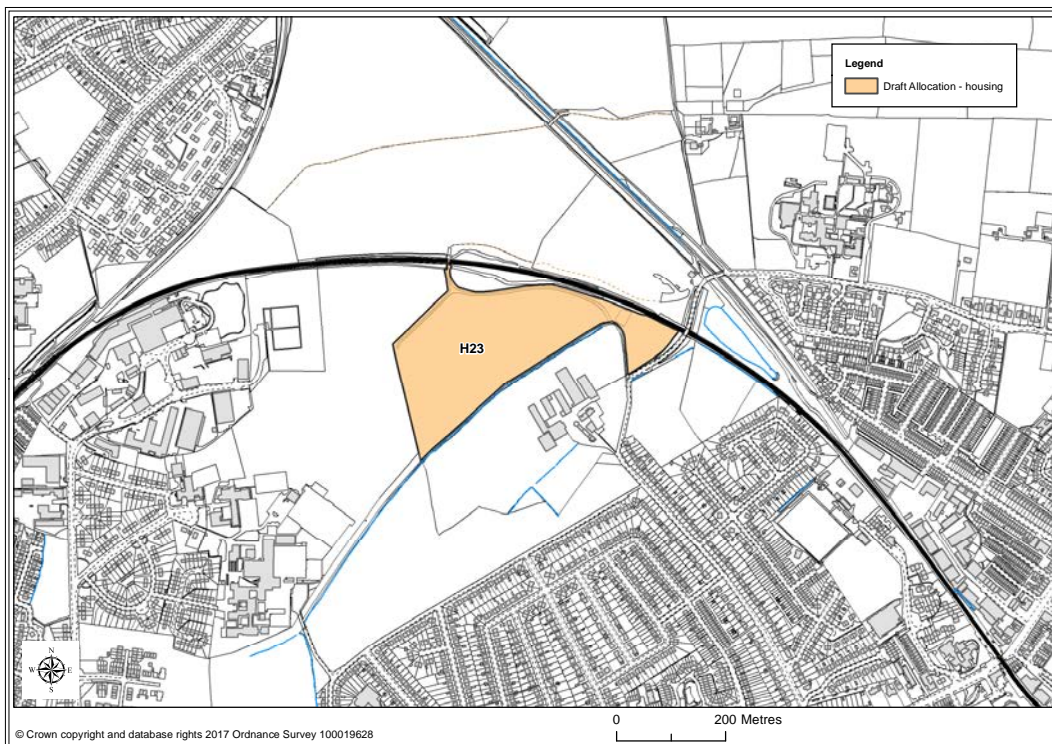 Legend
Draft Allocation - housing
H23
N
W E
S
0 200 Metres
© Crown copyright and database rights 2017 Ordnance Survey 100019628